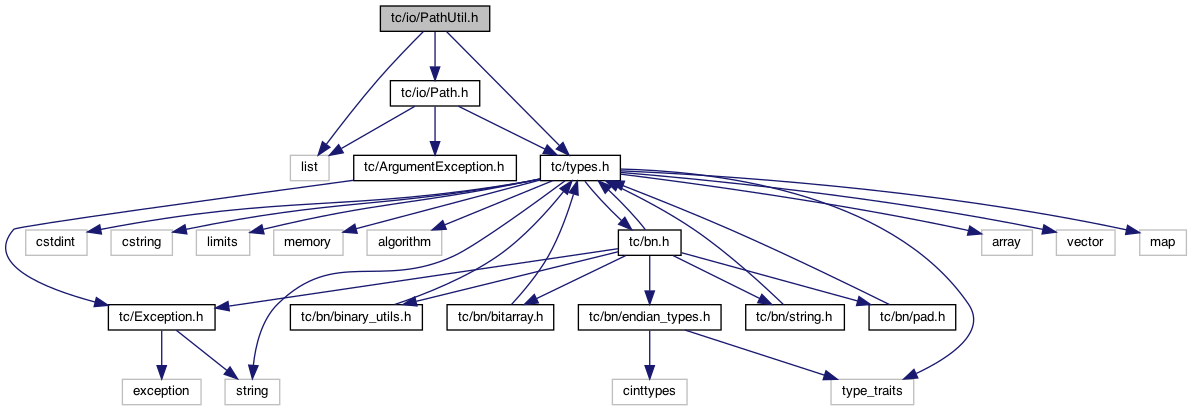 tc/io/PathUtil.h
tc/io/Path.h
list
tc/ArgumentException.h
tc/types.h
cstdint
cstring
limits
memory
algorithm
tc/bn.h
array
vector
map
tc/Exception.h
tc/bn/binary_utils.h
tc/bn/bitarray.h
tc/bn/endian_types.h
tc/bn/string.h
tc/bn/pad.h
exception
string
cinttypes
type_traits